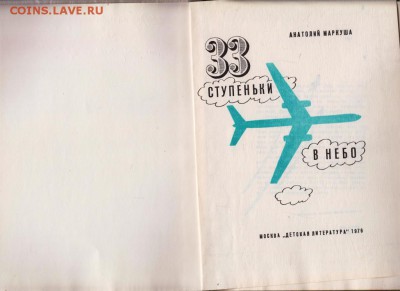 COINS.LAVE.RU
АНАТОЛИЙ МАРКУША
33
СТУПЕНЬКИ
В НЕБО
МОСКВА „ДЕТСКАЯ ЛИТЕРАТУРА" 1976